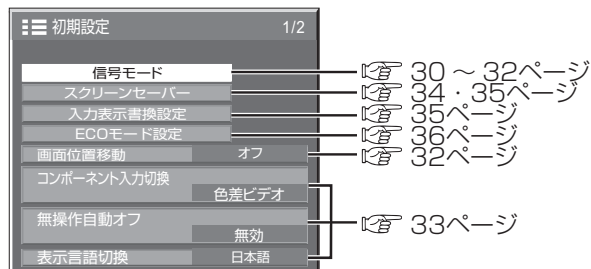 初期設定 1/2
信号モード
30 ～ 32ページ
スクリーンセーバー
34・35ページ
入力表示書換設定
35ページ
ECOモード設定
36ページ
画面位置移動 オフ
32ページ
コンポーネント入力切換
色差ビデオ
無操作自動オフ
無効
33ページ
表示言語切換 日本語